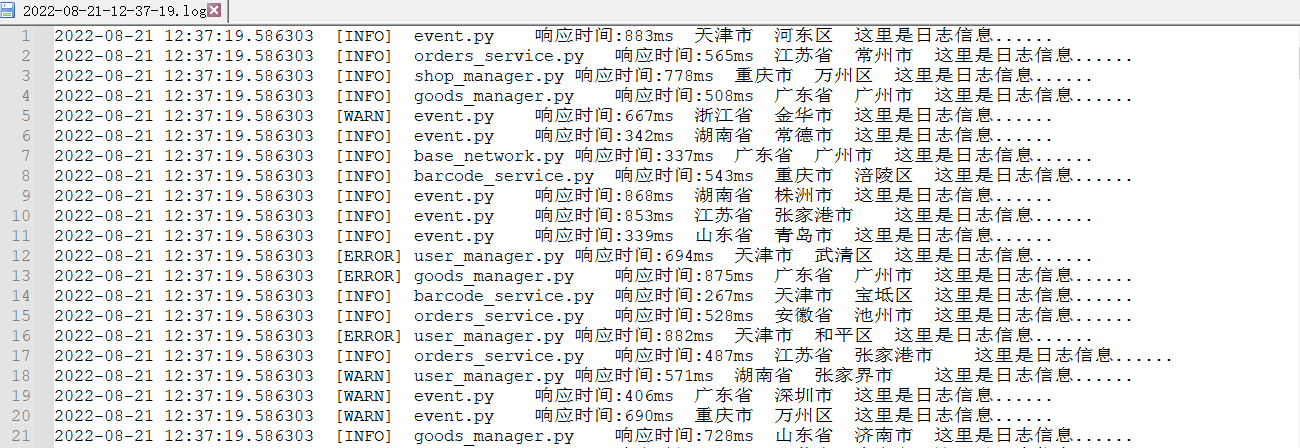 2022-08-21-12-37-19.log
1 2022-08-21 12:37:19.586303 [INFO] event.py 响应时间:883ms 天津市 河东区 这里是日志信息......
2 2022-08-21 12:37:19.586303 [INFO] orders_service.py 响应时间:565ms 江苏省 常州市 这里是日志信息......
3 2022-08-21 12:37:19.586303 [INFO] shop_manager.py 响应时间:778ms 重庆市 万州区 这里是日志信息......
4 2022-08-21 12:37:19.586303 [INFO] goods_manager.py 响应时间:508ms 广东省 广州市 这里是日志信息......
5 2022-08-21 12:37:19.586303 [WARN] event.py 响应时间:667ms 浙江省 金华市 这里是日志信息......
6 2022-08-21 12:37:19.586303 [INFO] event.py 响应时间:342ms 湖南省 常德市 这里是日志信息......
7 2022-08-21 12:37:19.586303 [INFO] base_network.py 响应时间:337ms 广东省 广州市 这里是日志信息......
8 2022-08-21 12:37:19.586303 [INFO] barcode_service.py 响应时间:543ms 重庆市 涪陵区 这里是日志信息......
9 2022-08-21 12:37:19.586303 [INFO] event.py 响应时间:868ms 湖南省 株洲市 这里是日志信息......
10 2022-08-21 12:37:19.586303 [INFO] event.py 响应时间:853ms 江苏省 张家港市 这里是日志信息......
11 2022-08-21 12:37:19.586303 [INFO] event.py 响应时间:339ms 山东省 青岛市 这里是日志信息......
12 2022-08-21 12:37:19.586303 [ERROR] user_manager.py 响应时间:694ms 天津市 武清区 这里是日志信息......
13 2022-08-21 12:37:19.586303 [ERROR] goods_manager.py 响应时间:875ms 广东省 广州市 这里是日志信息......
14 2022-08-21 12:37:19.586303 [INFO] barcode_service.py 响应时间:267ms 天津市 宝坻区 这里是日志信息......
15 2022-08-21 12:37:19.586303 [INFO] orders_service.py 响应时间:528ms 安徽省 池州市 这里是日志信息......
16 2022-08-21 12:37:19.586303 [ERROR] user_manager.py 响应时间:882ms 天津市 和平区 这里是日志信息......
17 2022-08-21 12:37:19.586303 [INFO] orders_service.py 响应时间:487ms 江苏省 张家港市 这里是日志信息......
18 2022-08-21 12:37:19.586303 [WARN] user_manager.py 响应时间:571ms 湖南省 张家界市 这里是日志信息......
19 2022-08-21 12:37:19.586303 [WARN] event.py 响应时间:406ms 广东省 深圳市 这里是日志信息......
20 2022-08-21 12:37:19.586303 [WARN] event.py 响应时间:690ms 重庆市 万州区 这里是日志信息......
21 2022-08-21 12:37:19.586303 [INFO] goods_manager.py 响应时间:728ms 山东省 济南市 这里是日志信息......